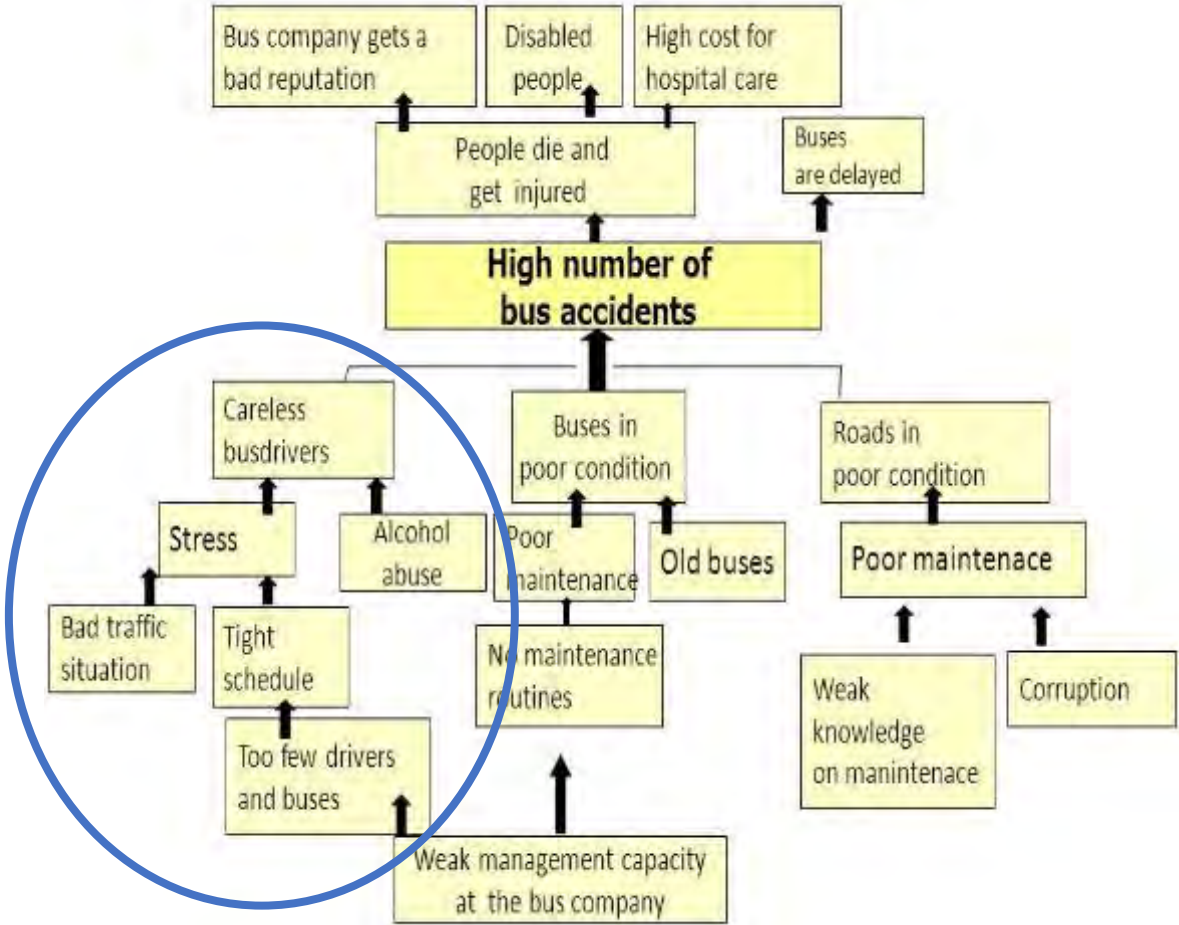 Bus company gets a
bad reputation
Disabled
people
High cost for
hospital care
People die and
get injured
Buses
are delayed
High number of
bus accidents
Careless
busdrivers
Buses in
poor condition
Roads in
poor condition
Stress
Alcohol
abuse
Poor
maintenance
Old buses
Poor maintenace
Bad traffic
situation
Tight
schedule
No maintenance
routines
Weak
knowledge
on manintenace
Corruption
Too few drivers
and buses
Weak management capacity
at the bus company